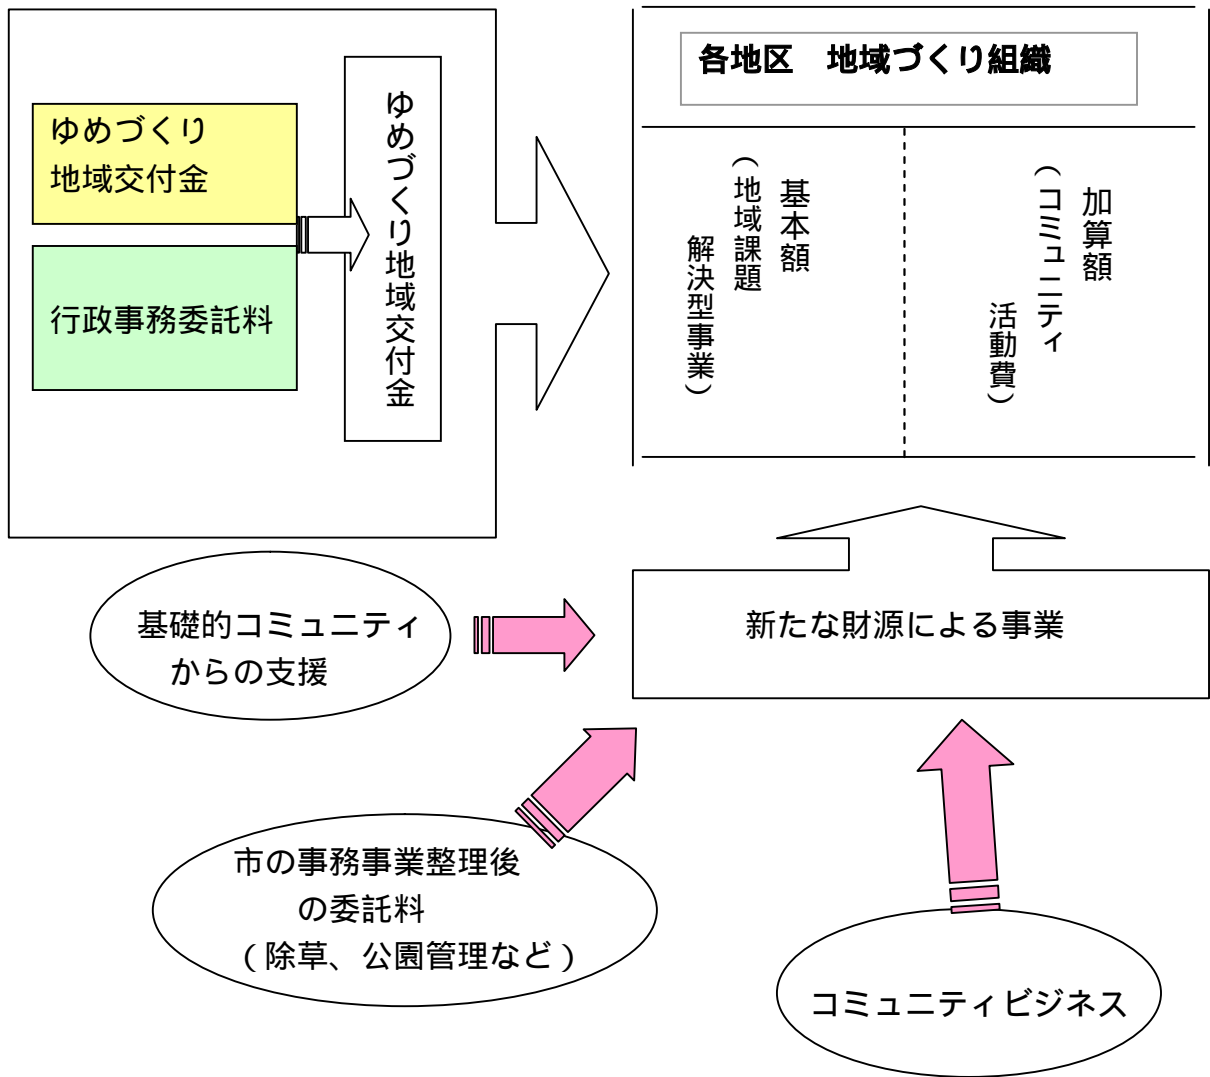 ゆめづくり
地域交付金
行政事務委託料
ゆめづくり地域交付金
各地区　地域づくり組織
基本額
（地域課題
解決型事業）
加算額
（コミュニティ
活動費）
基礎的コミュニティ
からの支援
新たな財源による事業
市の事務事業整理後
の委託料
（除草、公園管理など）
コミュニティビジネス